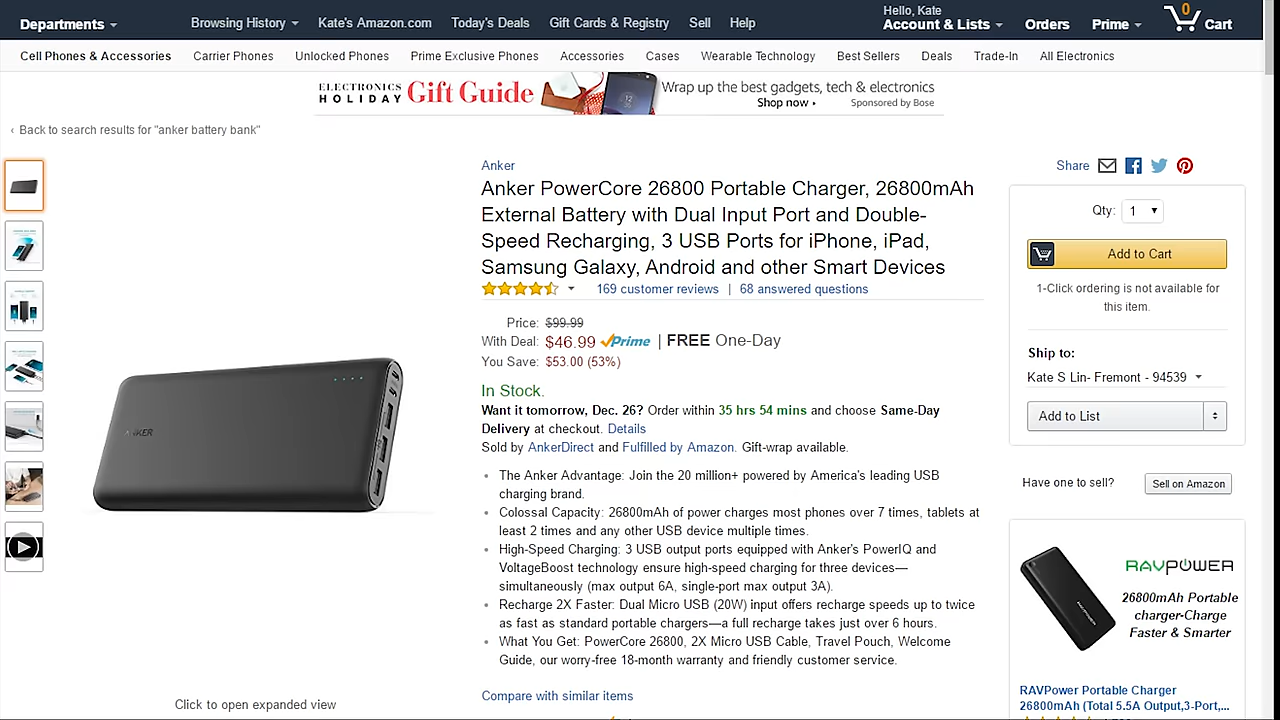 Departments
Browsing History
Kate's Amazon.com
Today's Deals
Gift Cards & Registry
Sell
Help
Hello, Kate
Account & Lists
Orders
Prime
0
Cart
Cell Phones & Accessories
Carrier Phones
Unlocked Phones
Prime Exclusive Phones
Accessories
Cases
Wearable Technology
Best Sellers
Deals
Trade-In
All Electronics
ELECTRONICS
HOLIDAY
Gift Guide
Wrap up the best gadgets, tech & electronics
Shop now ›
Sponsored by Bose
‹ Back to search results for "anker battery bank"
ANKER
Click to open expanded view
Anker
Anker PowerCore 26800 Portable Charger, 26800mAh
External Battery with Dual Input Port and Double-
Speed Recharging, 3 USB Ports for iPhone, iPad,
Samsung Galaxy, Android and other Smart Devices
169 customer reviews | 68 answered questions
Price: $99.99
With Deal: $46.99 Prime | FREE One-Day
You Save: $53.00 (53%)
In Stock.
Want it tomorrow, Dec. 26? Order within 35 hrs 54 mins and choose Same-Day
Delivery at checkout. Details
Sold by AnkerDirect and Fulfilled by Amazon. Gift-wrap available.
The Anker Advantage: Join the 20 million+ powered by America's leading USB
charging brand.
Colossal Capacity: 26800mAh of power charges most phones over 7 times, tablets at
least 2 times and any other USB device multiple times.
High-Speed Charging: 3 USB output ports equipped with Anker's PowerIQ and
VoltageBoost technology ensure high-speed charging for three devices—
simultaneously (max output 6A, single-port max output 3A).
Recharge 2X Faster: Dual Micro USB (20W) input offers recharge speeds up to twice
as fast as standard portable chargers—a full recharge takes just over 6 hours.
What You Get: PowerCore 26800, 2X Micro USB Cable, Travel Pouch, Welcome
Guide, our worry-free 18-month warranty and friendly customer service.
Compare with similar items
Share
Qty: 1
Add to Cart
1-Click ordering is not available for
this item.
Ship to:
Kate S Lin- Fremont - 94539
Add to List
Have one to sell?
Sell on Amazon
RAVPOWER
26800mAh Portable
charger-Charge
Faster & Smarter
RAVPower Portable Charger
26800mAh (Total 5.5A Output,3-Port,...